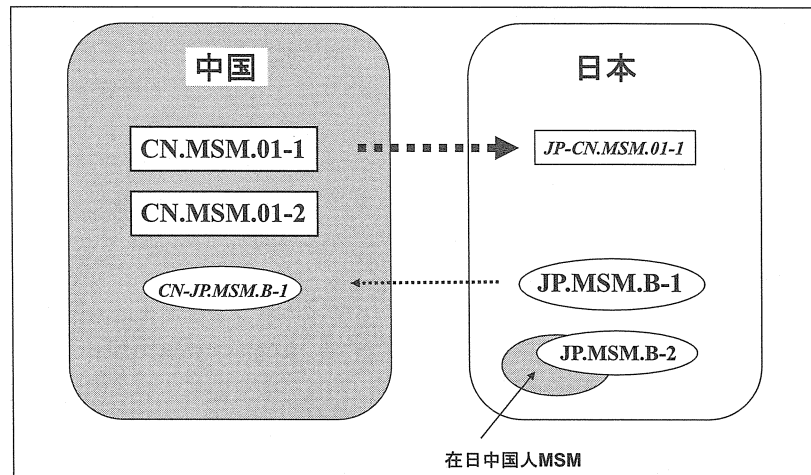 中国
日本
CN.MSM.01-1
JP-CN.MSM.01-1
CN.MSM.01-2
CN-JP.MSM.B-1
JP.MSM.B-1
JP.MSM.B-2
在日中国人MSM